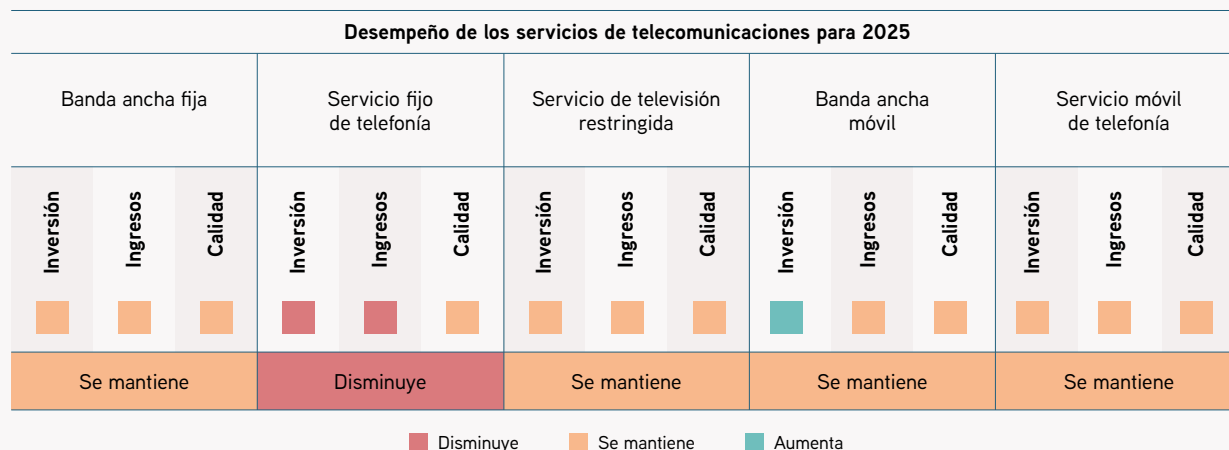 Desempeño de los servicios de telecomunicaciones para 2025
Banda ancha fija
Servicio fijo
de telefonía
Servicio de televisión
restringida
Banda ancha
móvil
Servicio móvil
de telefonía
Inversión
Ingresos
Calidad
Inversión
Ingresos
Calidad
Inversión
Ingresos
Calidad
Inversión
Ingresos
Calidad
Inversión
Ingresos
Calidad
Se mantiene
Disminuye
Se mantiene
Se mantiene
Se mantiene
Disminuye
Se mantiene
Aumenta